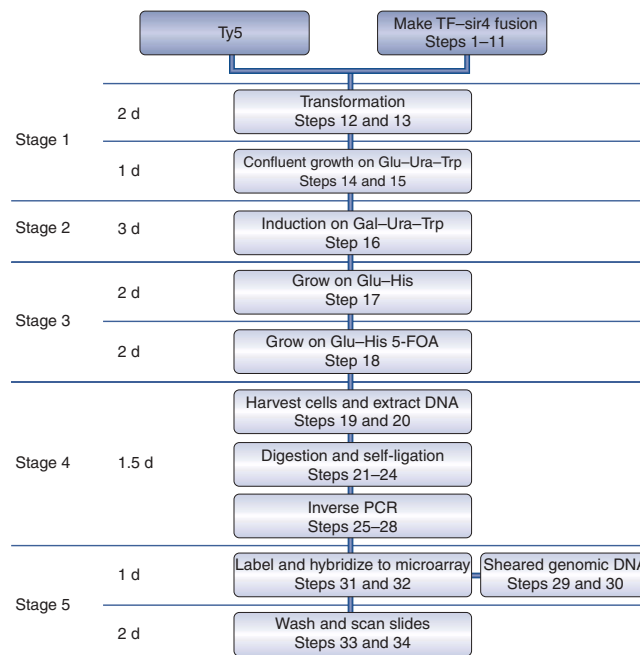 Ty5
Make TF–sir4 fusion
Steps 1–11
Stage 1
2 d
Transformation
Steps 12 and 13
1 d
Confluent growth on Glu–Ura–Trp
Steps 14 and 15
Stage 2
3 d
Induction on Gal-Ura–Trp
Step 16
Stage 3
2 d
Grow on Glu–His
Step 17
2 d
Grow on Glu–His 5-FOA
Step 18
Stage 4
1.5 d
Harvest cells and extract DNA
Steps 19 and 20
Digestion and self-ligation
Steps 21–24
Inverse PCR
Steps 25–28
Stage 5
1 d
Label and hybridize to microarray
Steps 31 and 32
Sheared genomic DNA
Steps 29 and 30
2 d
Wash and scan slides
Steps 33 and 34